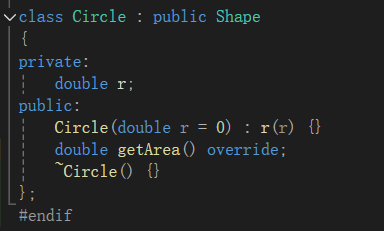 class Circle : public Shape
{
private:
    double r;
public:
    Circle(double r = 0) : r(r) {}
    double getArea() override;
    ~Circle() {}
};
#endif